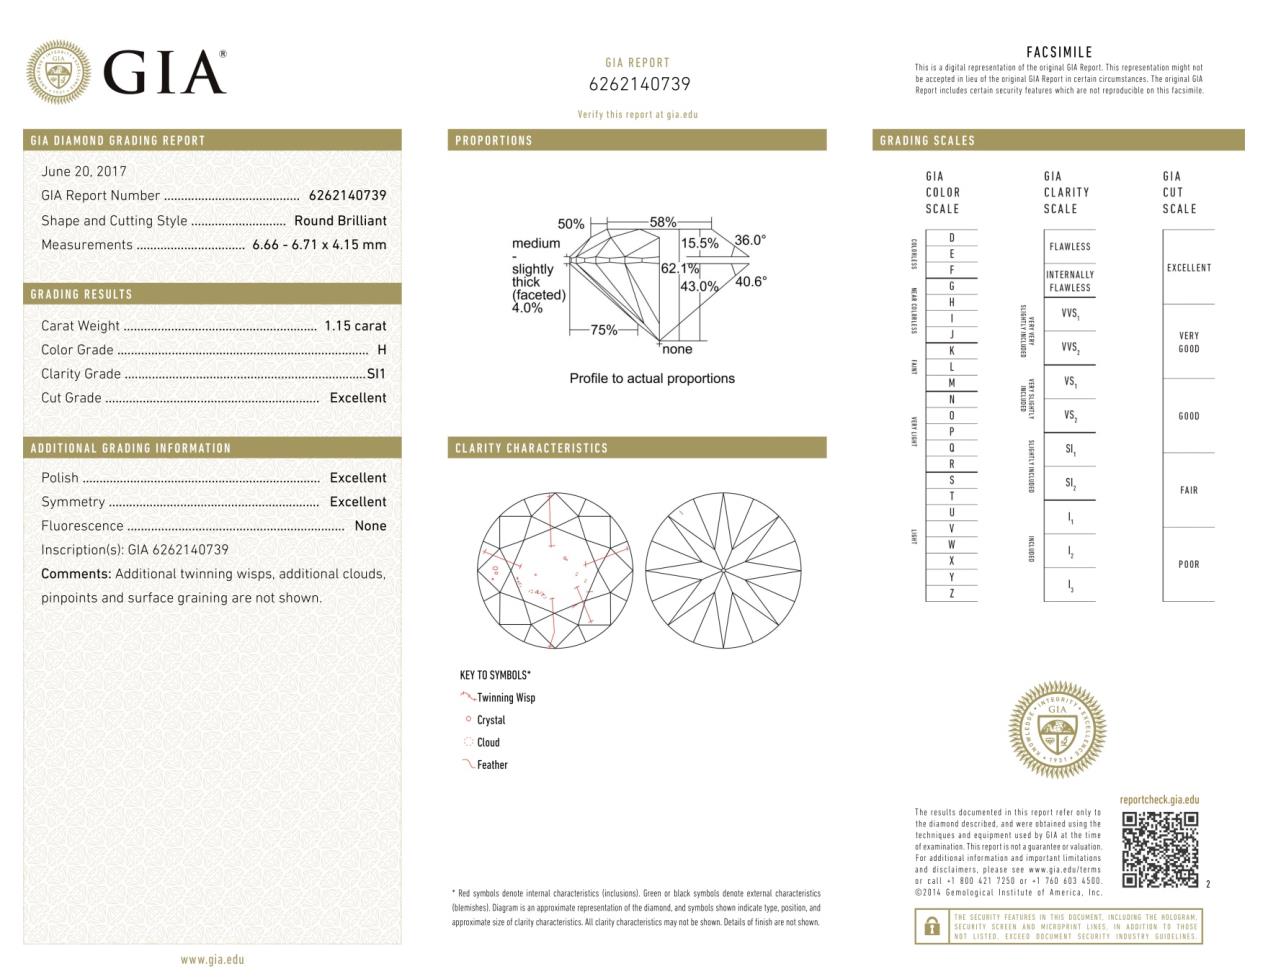 GIA®
GIA REPORT
6262140739
Verify this report at gia.edu
FACSIMILE
This is a digital representation of the original GIA Report. This representation might not
be accepted in lieu of the original GIA Report in certain circumstances. The original GIA
Report includes certain security features which are not reproducible on this facsimile.
GIA DIAMOND GRADING REPORT
June 20, 2017
GIA Report Number ........................................ 6262140739
Shape and Cutting Style ............................ Round Brilliant
Measurements ................................ 6.66 - 6.71 x 4.15 mm
GRADING RESULTS
Carat Weight ......................................................... 1.15 carat
Color Grade .......................................................................... H
Clarity Grade .......................................................................SI1
Cut Grade ............................................................... Excellent
ADDITIONAL GRADING INFORMATION
Polish ...................................................................... Excellent
Symmetry ............................................................... Excellent
Fluorescence ................................................................ None
Inscription(s): GIA 6262140739
Comments: Additional twinning wisps, additional clouds,
pinpoints and surface graining are not shown.
www.gia.edu
PROPORTIONS
50%
58%
medium
-
slightly
thick
(faceted)
4.0%
15.5%
36.0°
62.1%
43.0%
40.6°
75%
none
Profile to actual proportions
CLARITY CHARACTERISTICS
KEY TO SYMBOLS*
Twinning Wisp
Crystal
Cloud
Feather
* Red symbols denote internal characteristics (inclusions). Green or black symbols denote external characteristics
(blemishes). Diagram is an approximate representation of the diamond, and symbols shown indicate type, position, and
approximate size of clarity characteristics. All clarity characteristics may not be shown. Details of finish are not shown.
GRADING SCALES
GIA
COLOR
SCALE
COLORLESS
D
E
F
NEAR COLORLESS
G
H
I
J
FAINT
K
L
M
VERY LIGHT
N
O
P
Q
R
LIGHT
S
T
U
V
W
X
Y
Z
GIA
CLARITY
SCALE
FLAWLESS
INTERNALLY
FLAWLESS
VERY VERY
SLIGHTLY INCLUDED
VVS1
VVS2
VERY SLIGHTLY
INCLUDED
VS1
VS2
SLIGHTLY INCLUDED
SI1
SI2
INCLUDED
I1
I2
I3
GIA
CUT
SCALE
EXCELLENT
VERY
GOOD
GOOD
FAIR
POOR
KNOWLEDGE • INTEGRITY • EXCELLENCE
GIA
1931
The results documented in this report refer only to
the diamond described, and were obtained using the
techniques and equipment used by GIA at the time
of examination. This report is not a guarantee or valuation.
For additional information and important limitations
and disclaimers, please see www.gia.edu/terms
or call +1 800 421 7250 or +1 760 603 4500.
©2014 Gemological Institute of America, Inc.
reportcheck.gia.edu
2
THE SECURITY FEATURES IN THIS DOCUMENT, INCLUDING THE HOLOGRAM,
SECURITY SCREEN AND MICROPRINT LINES, IN ADDITION TO THOSE
NOT LISTED, EXCEED DOCUMENT SECURITY INDUSTRY GUIDELINES.